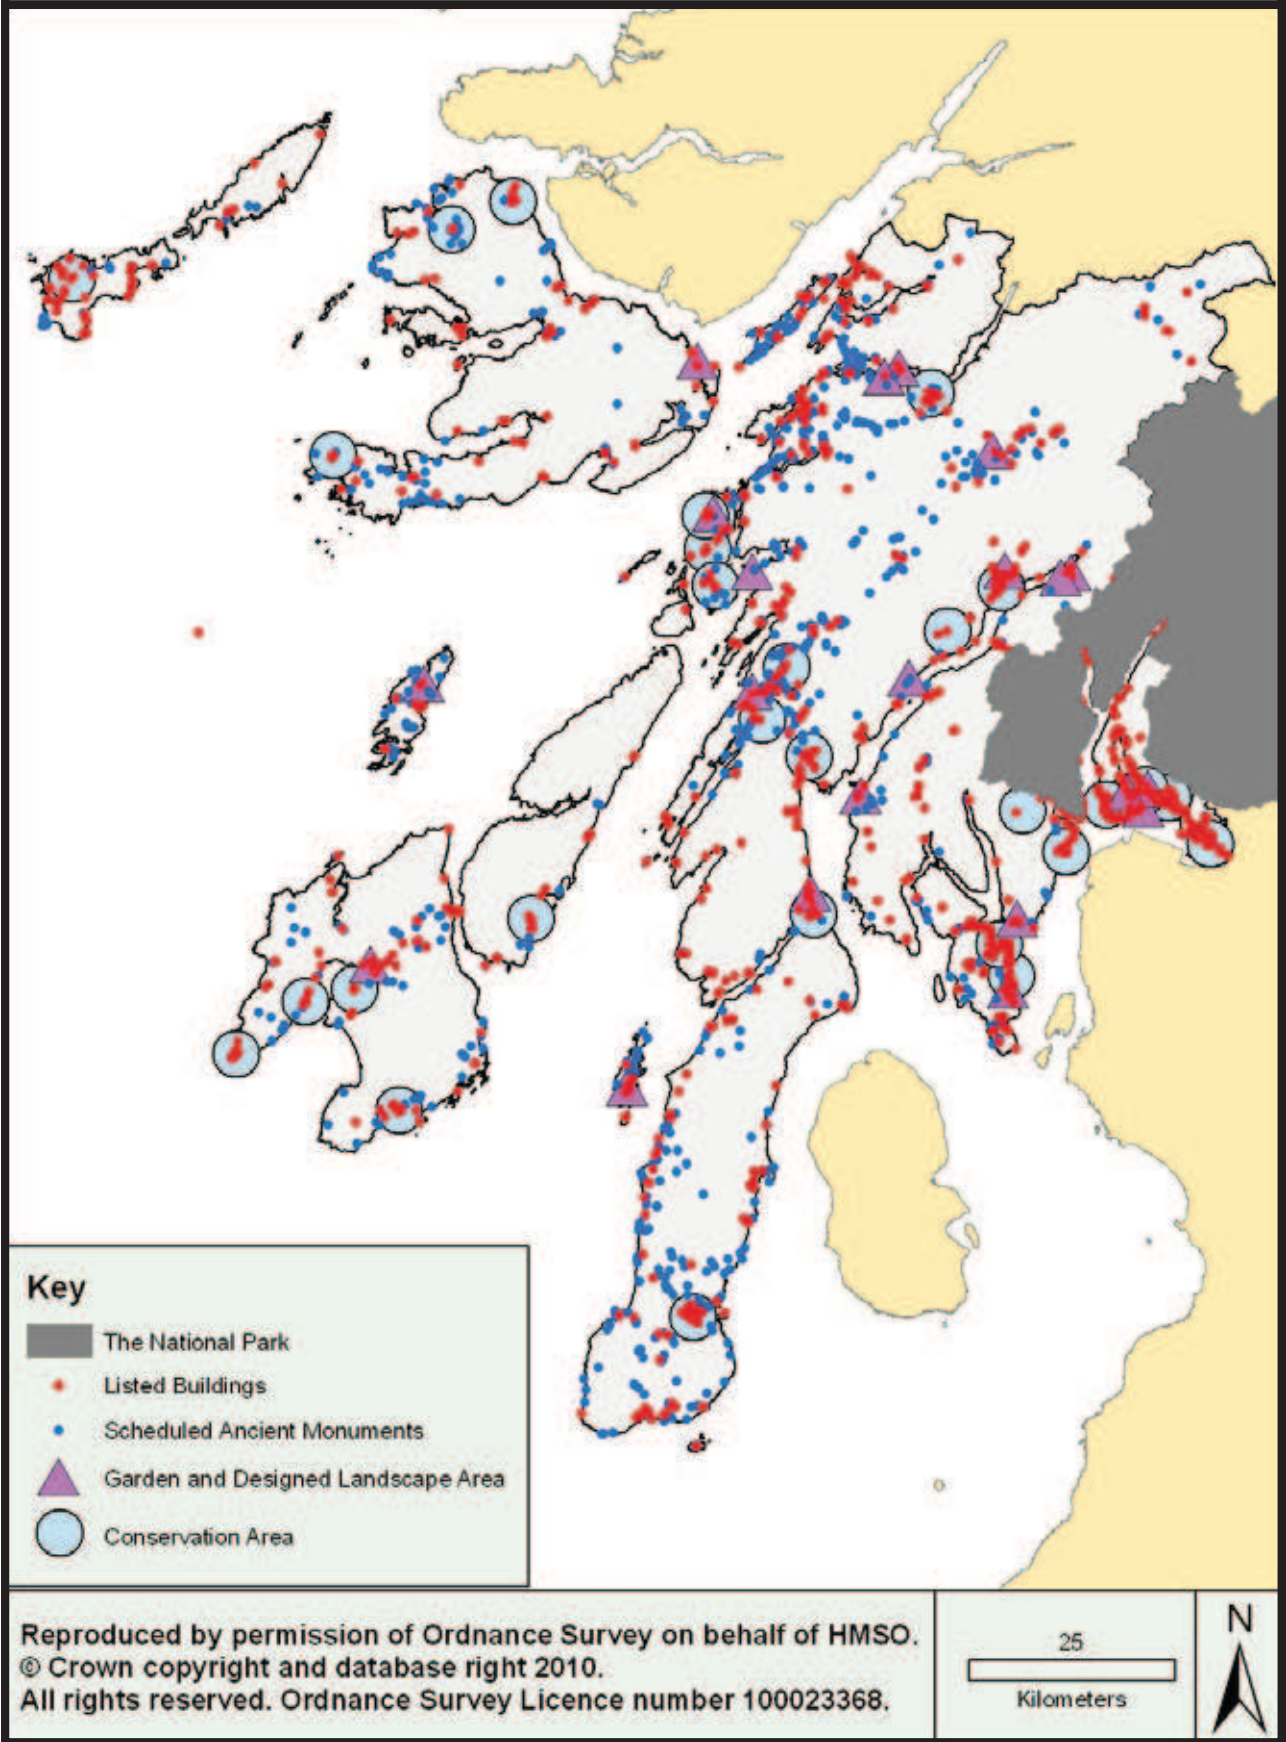 Key
The National Park
Listed Buildings
Scheduled Ancient Monuments
Garden and Designed Landscape Area
Conservation Area
Reproduced by permission of Ordnance Survey on behalf of HMSO.
© Crown copyright and database right 2010.
All rights reserved. Ordnance Survey Licence number 100023368.
25
Kilometers
N